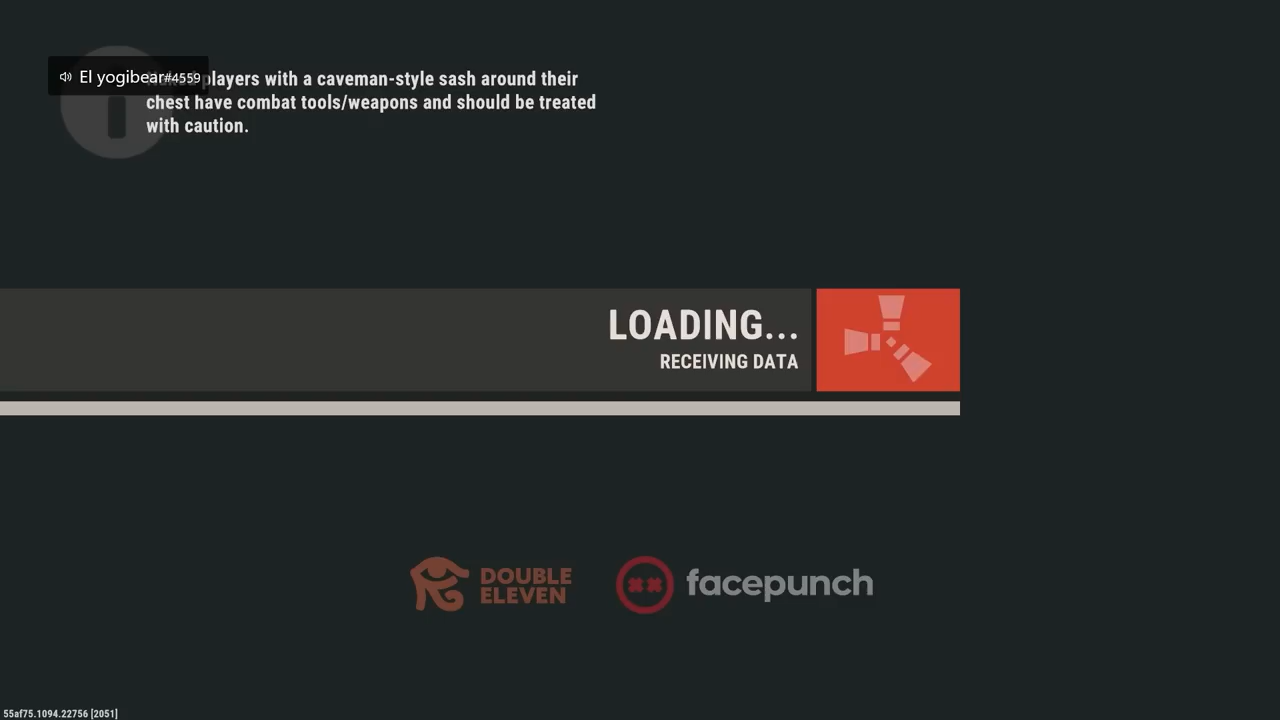 El yogibear#4559
players with a caveman-style sash around their
chest have combat tools/weapons and should be treated
with caution.
LOADING...
RECEIVING DATA
DOUBLE
ELEVEN
facepunch
55af75.1094.22756 [2051]